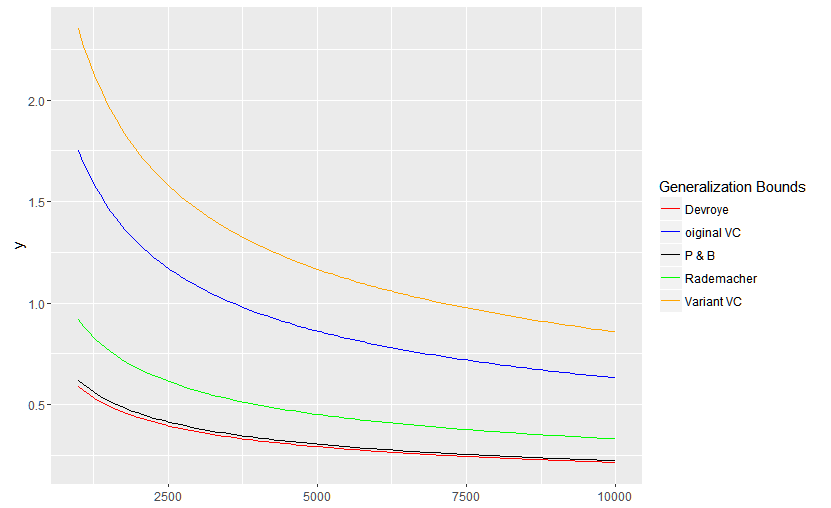 2.0
1.5
1.0
0.5
y
2500
5000
7500
10000
Generalization Bounds
Devroye
oiginal VC
P & B
Rademacher
Variant VC